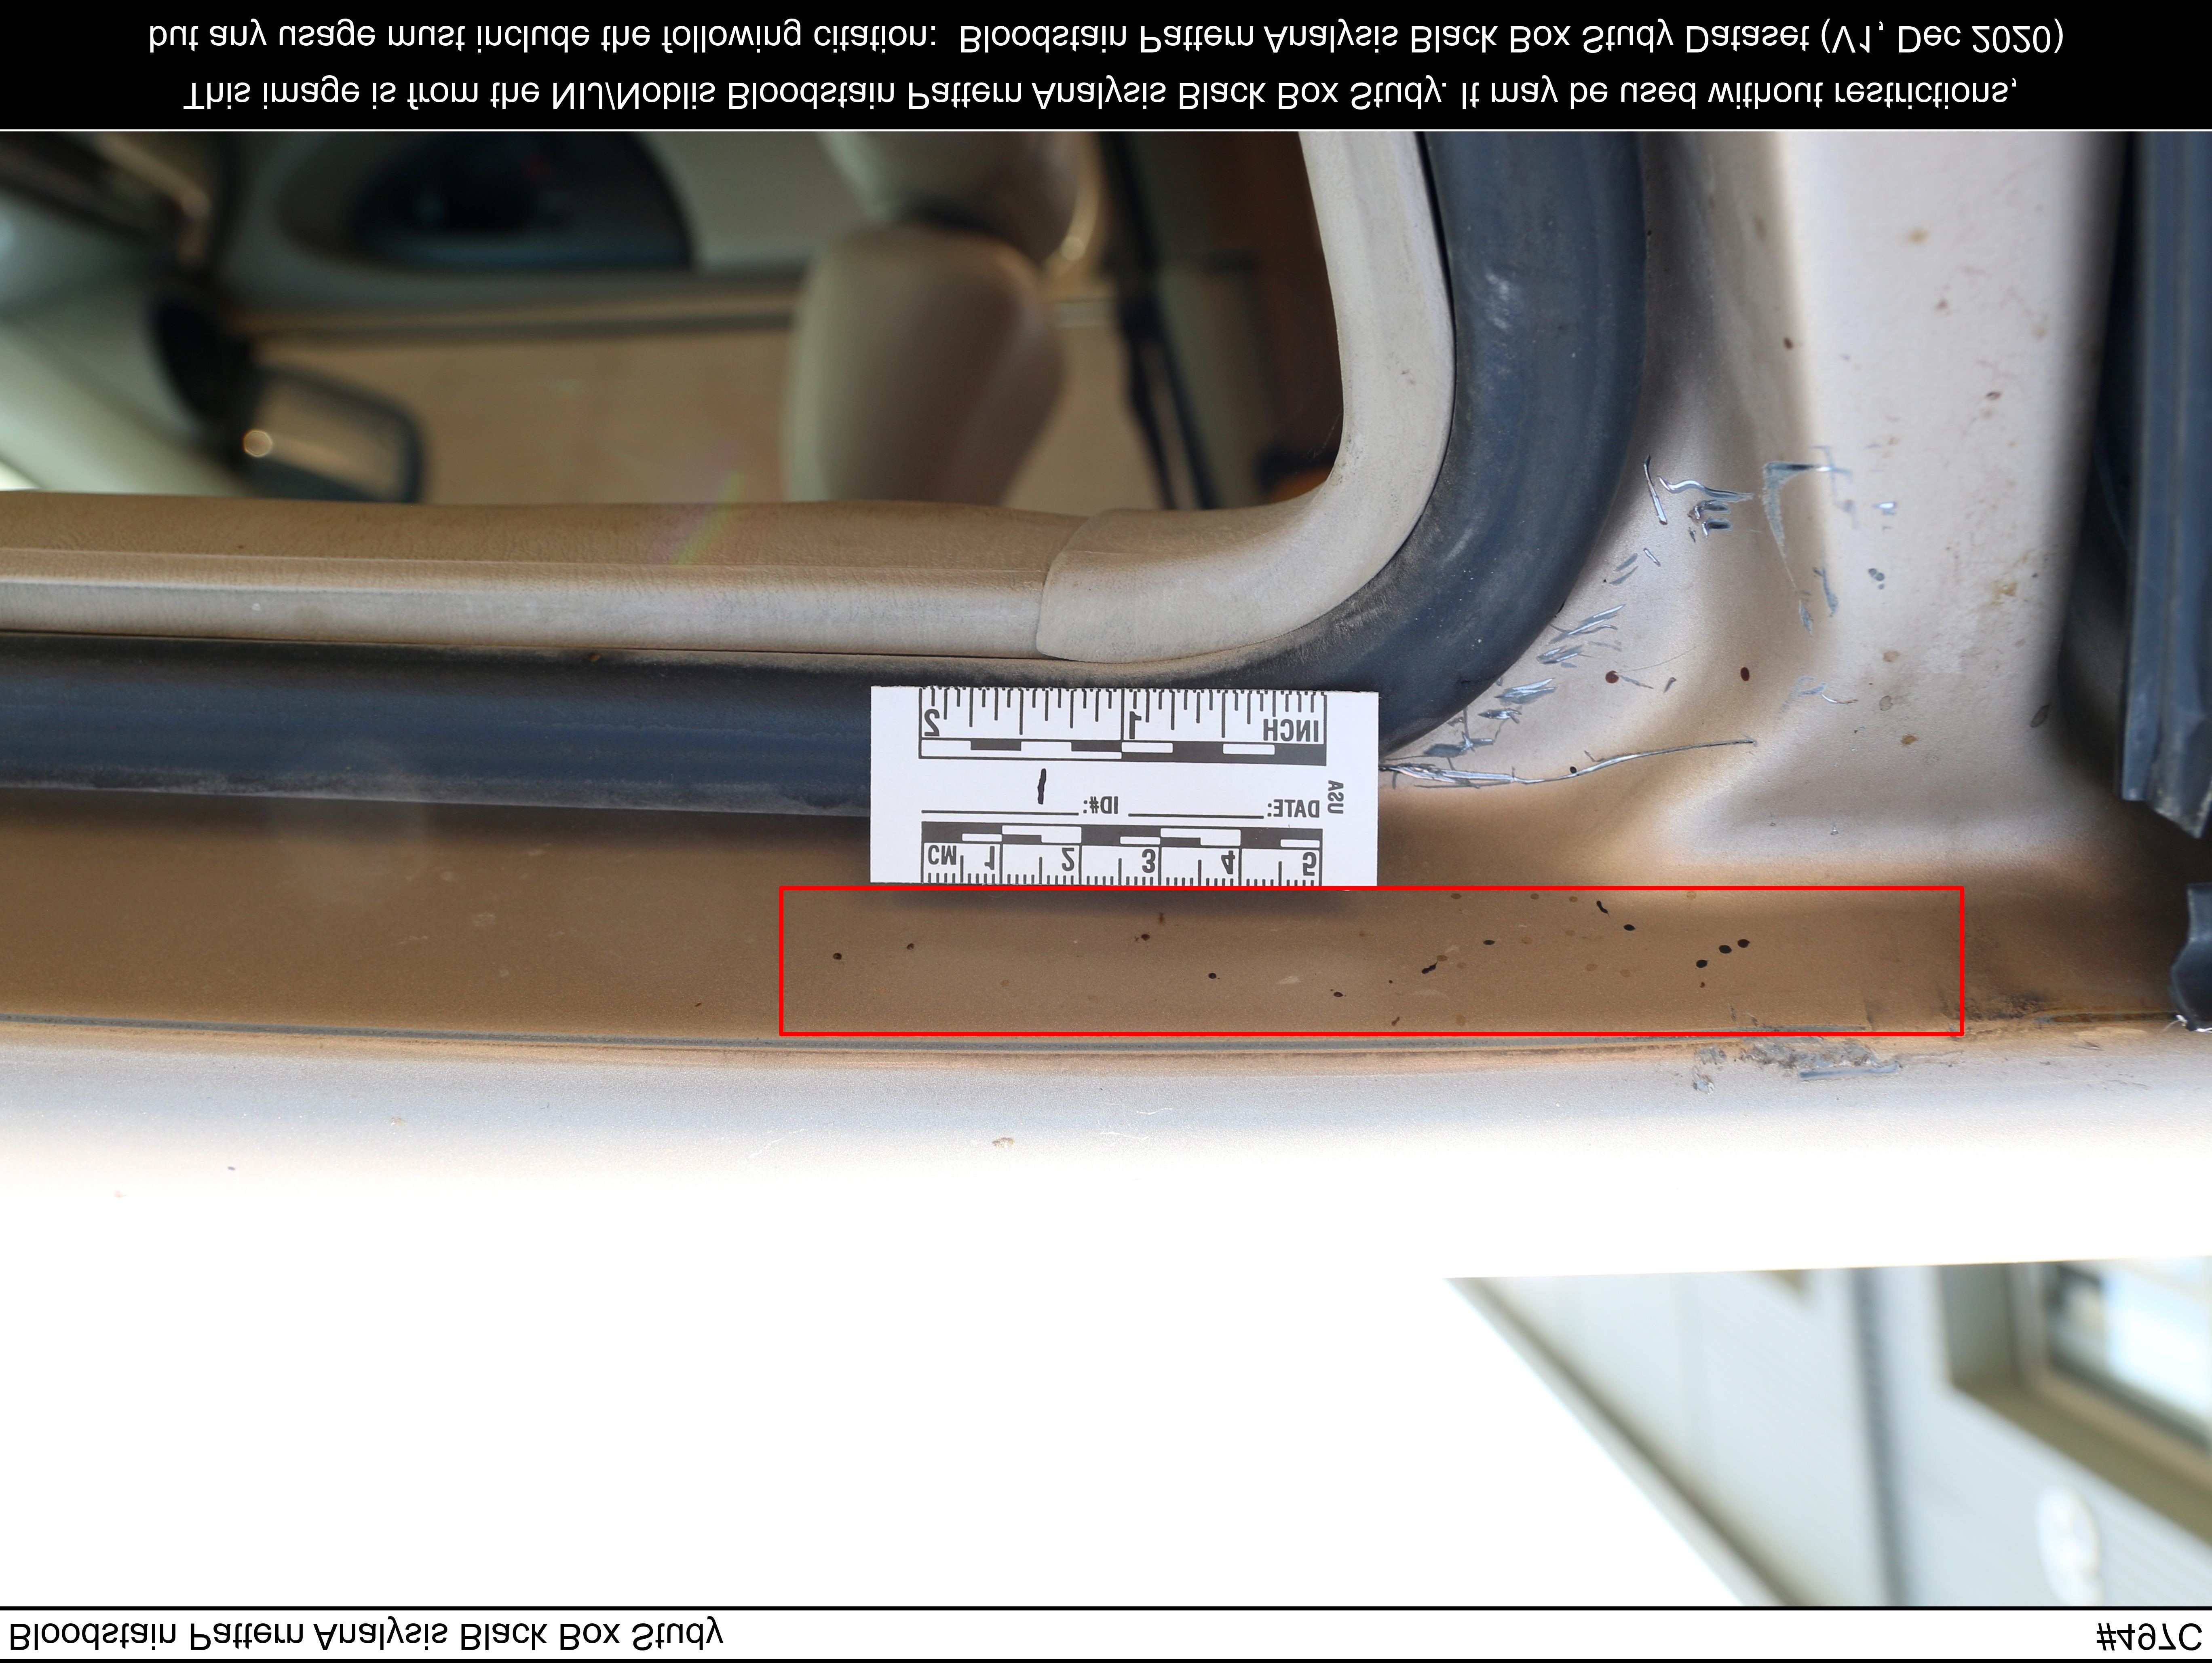 Bloodstain Pattern Analysis Black Box Study #497C
CM 1 2 3 4 5
DATE: ID#: 1
USA
INCH 1 2
This image is from the NIJ/Noblis Bloodstain Pattern Analysis Black Box Study. It may be used without restrictions,
but any usage must include the following citation: Bloodstain Pattern Analysis Black Box Study Dataset (V1, Dec 2020)